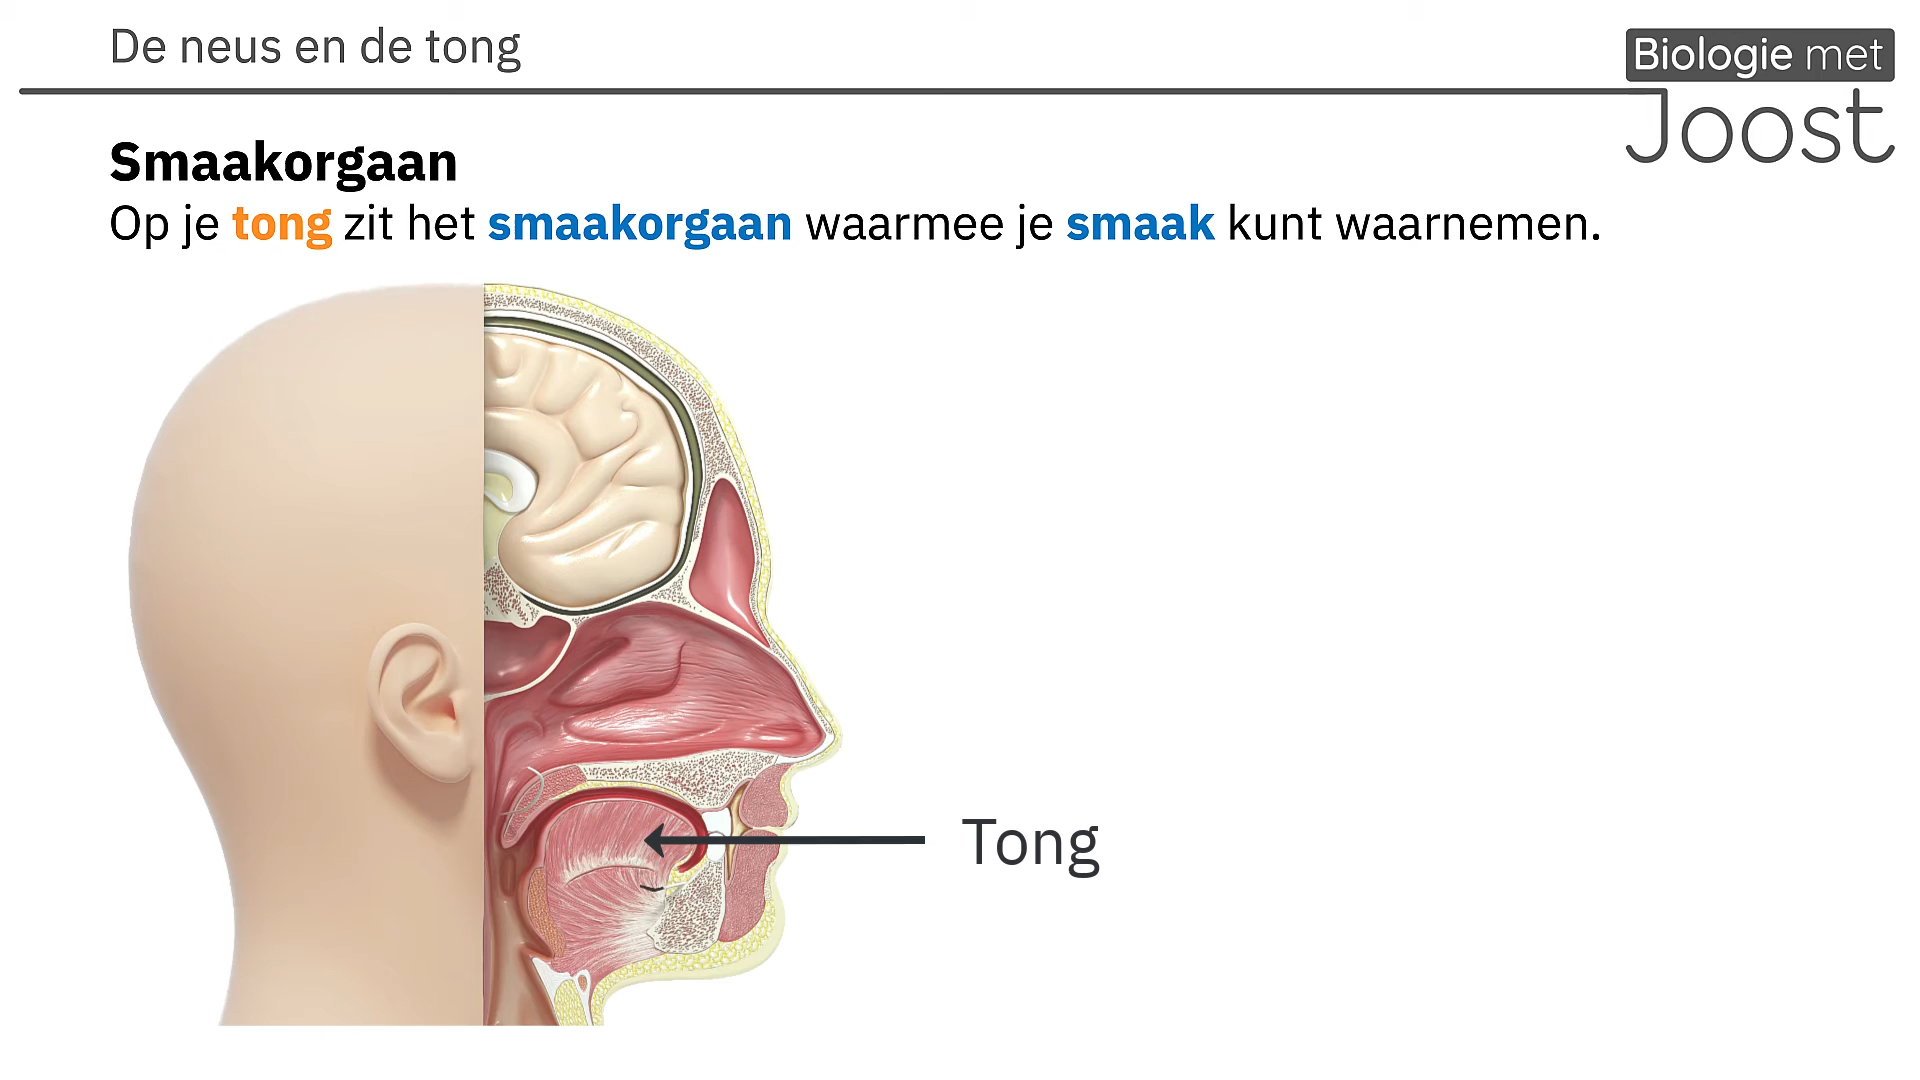 De neus en de tong
Biologie met
Joost
Smaakorgaan
Op je tong zit het smaakorgaan waarmee je smaak kunt waarnemen.
Tong